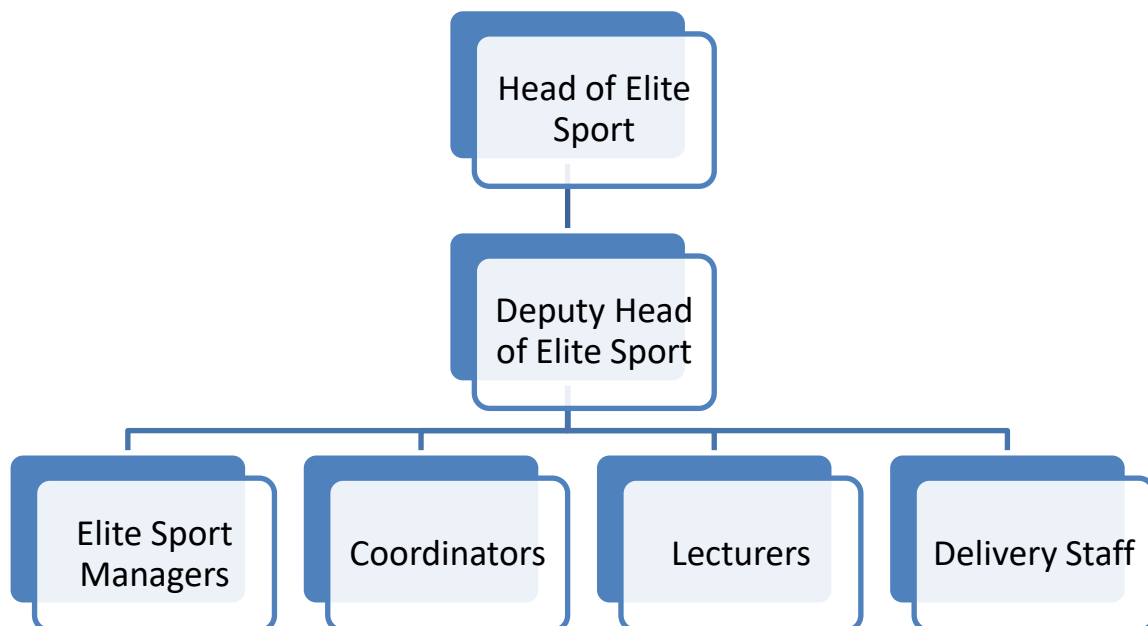 Head of Elite
Sport
Deputy Head
of Elite Sport
Elite Sport
Managers
Coordinators
Lecturers
Delivery Staff